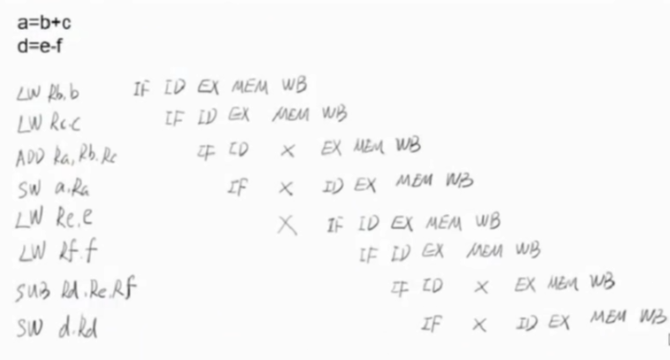 a=b+c
d=e-f
LW Rb.b IF ID EX MEM WB
LW Rc.c IF ID EX MEM WB
ADD Ra, Rb. Rc IF ID × EX MEM WB
SW a.Ra IF × ID EX MEM WB
LW Re.e × IF ID EX MEM WB
LW Rf.f IF ID EX MEM WB
SUB Rd.Re.Rf IF ID × EX MEM WB
SW d.Rd IF × ID EX MEM WB